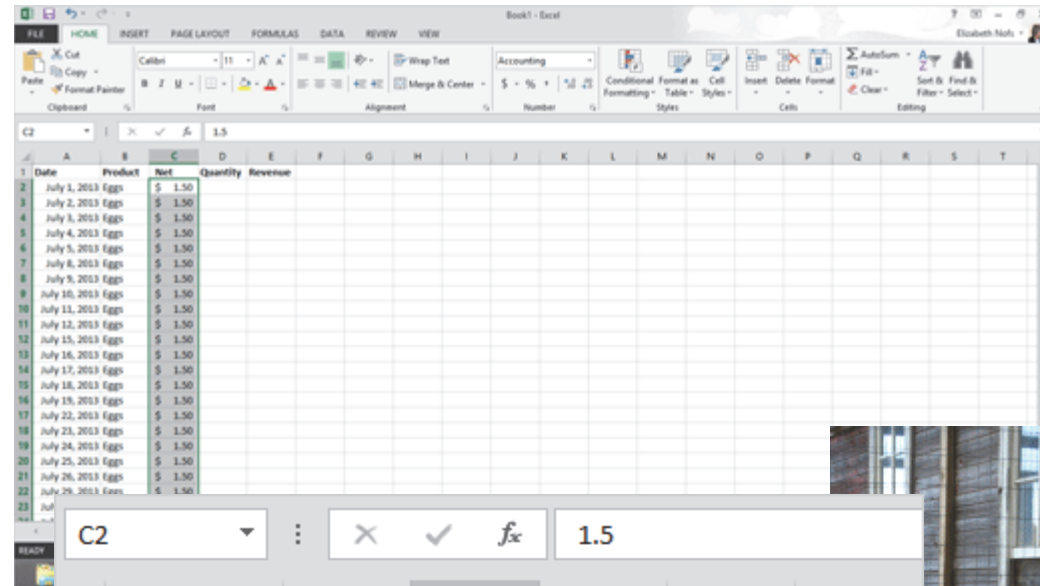 Book1 - Excel
FILE HOME INSERT PAGE LAYOUT FORMULAS DATA REVIEW VIEW
Cut Calibri 11 Wrap Text Accounting AutoSum
Copy Fill
Paste Format Painter B I U Merge & Center $ % Conditional Formatting Format as Table Cell Styles Insert Delete Format Clear Sort & Filter Find & Select
Clipboard Font Alignment Number Styles Cells Editing
C2 fx 1.5
A B C D E F G H I J K L M N O P Q R S T
1 Date Product Net Quantity Revenue
2 July 1, 2013 Eggs $ 1.50
3 July 2, 2013 Eggs $ 1.50
4 July 3, 2013 Eggs $ 1.50
5 July 4, 2013 Eggs $ 1.50
6 July 5, 2013 Eggs $ 1.50
7 July 8, 2013 Eggs $ 1.50
8 July 9, 2013 Eggs $ 1.50
9 July 10, 2013 Eggs $ 1.50
10 July 11, 2013 Eggs $ 1.50
11 July 12, 2013 Eggs $ 1.50
12 July 15, 2013 Eggs $ 1.50
13 July 16, 2013 Eggs $ 1.50
14 July 17, 2013 Eggs $ 1.50
15 July 18, 2013 Eggs $ 1.50
16 July 19, 2013 Eggs $ 1.50
17 July 22, 2013 Eggs $ 1.50
18 July 23, 2013 Eggs $ 1.50
19 July 24, 2013 Eggs $ 1.50
20 July 25, 2013 Eggs $ 1.50
21 July 26, 2013 Eggs $ 1.50
22 July 29, 2013 Eggs $ 1.50
23
C2 fx 1.5
READY